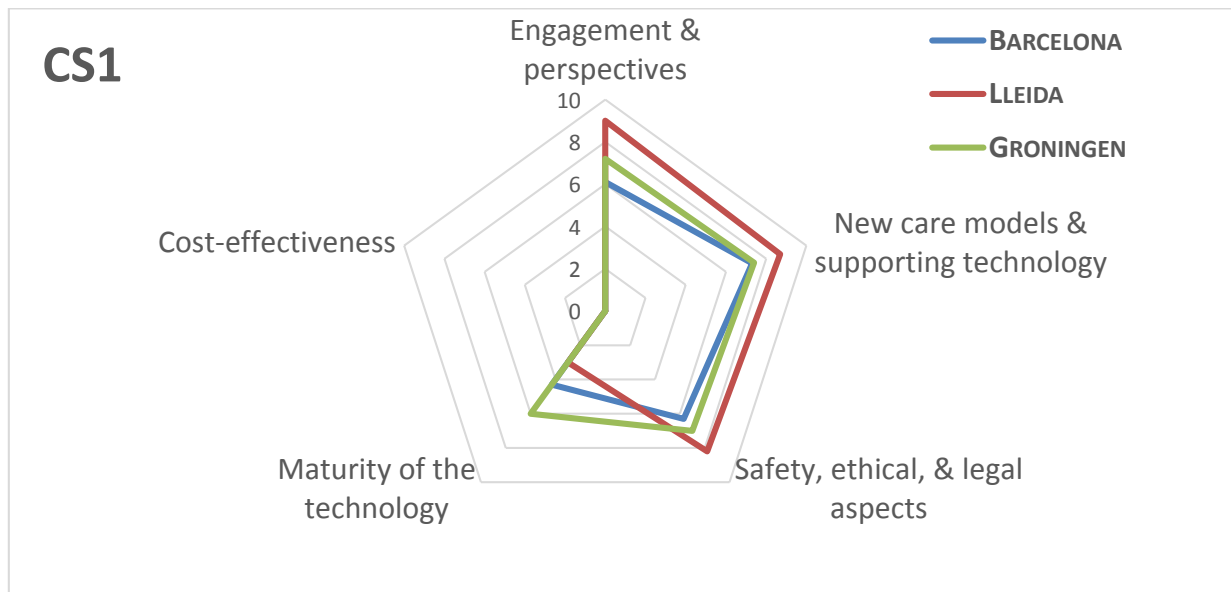 CS1
Engagement &
perspectives
BARCELONA
LLEIDA
GRONINGEN
10
8
6
4
2
0
New care models &
supporting technology
Cost-effectiveness
Maturity of the
technology
Safety, ethical, & legal
aspects